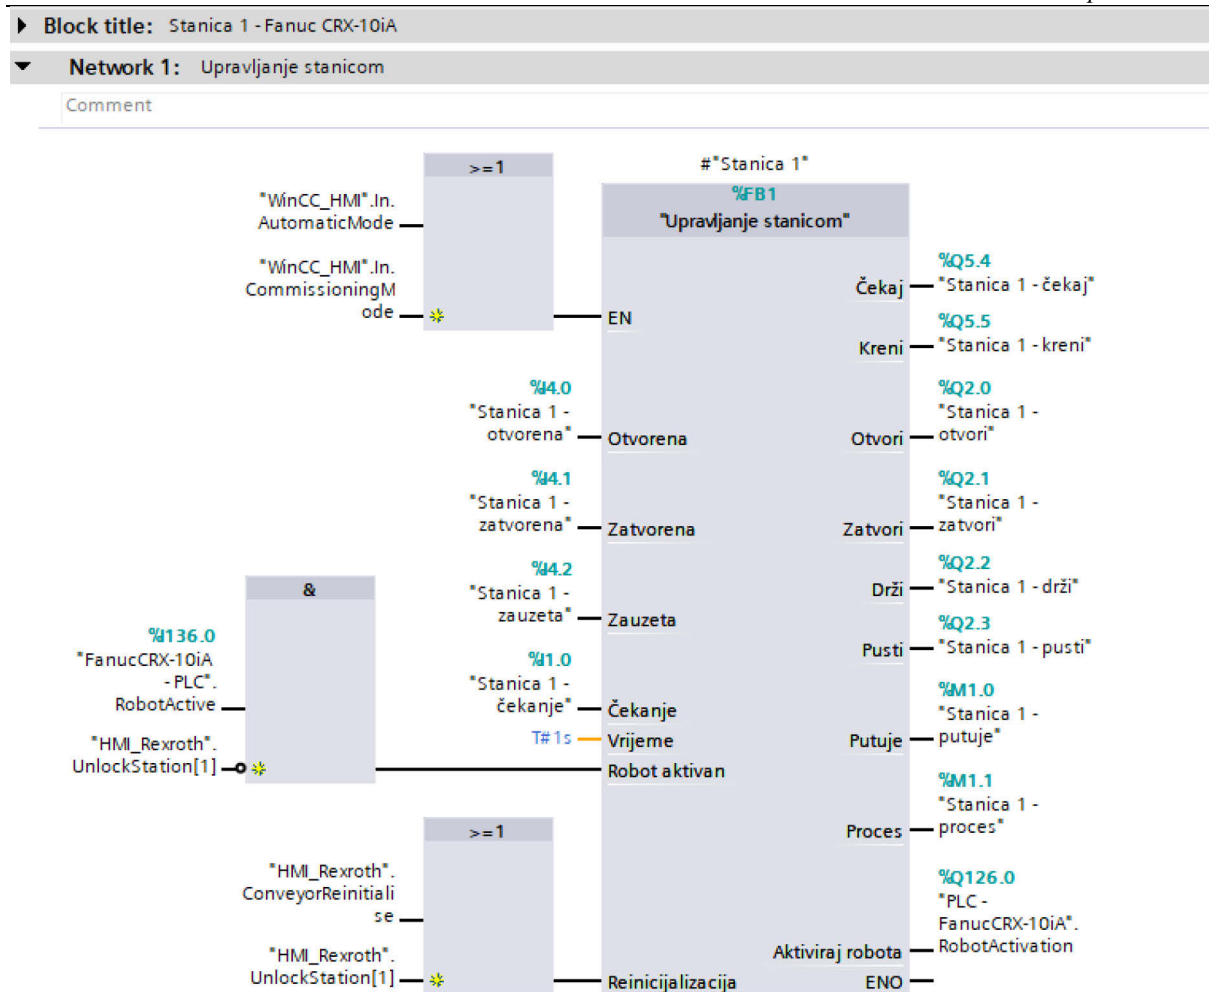 Block title: Stanica 1 - Fanuc CRX-10iA
Network 1: Upravljanje stanicom
Comment
>=1
"WinCC_HMI".In.
AutomaticMode
"WinCC_HMI".In.
CommissioningM
ode
#"Stanica 1"
%FB1
"Upravljanje stanicom"
EN
%I4.0
"Stanica 1 -
otvorena"
Otvorena
%I4.1
"Stanica 1 -
zatvorena"
Zatvorena
%I4.2
"Stanica 1 -
zauzeta"
Zauzeta
%I1.0
"Stanica 1 -
čekanje"
Čekanje
T#1s
Vrijeme
&
%I136.0
"FanucCRX-10iA
- PLC".
RobotActive
"HMI_Rexroth".
UnlockStation[1]
Robot aktivan
>=1
"HMI_Rexroth".
ConveyorReinitiali
se
"HMI_Rexroth".
UnlockStation[1]
Reinicijalizacija
Čekaj
%Q5.4
"Stanica 1 - čekaj"
Kreni
%Q5.5
"Stanica 1 - kreni"
Otvori
%Q2.0
"Stanica 1 -
otvori"
Zatvori
%Q2.1
"Stanica 1 -
zatvori"
Drži
%Q2.2
"Stanica 1 - drži"
Pusti
%Q2.3
"Stanica 1 - pusti"
Putuje
%M1.0
"Stanica 1 -
putuje"
Proces
%M1.1
"Stanica 1 -
proces"
Aktiviraj robota
%Q126.0
"PLC -
FanucCRX-10iA".
RobotActivation
ENO